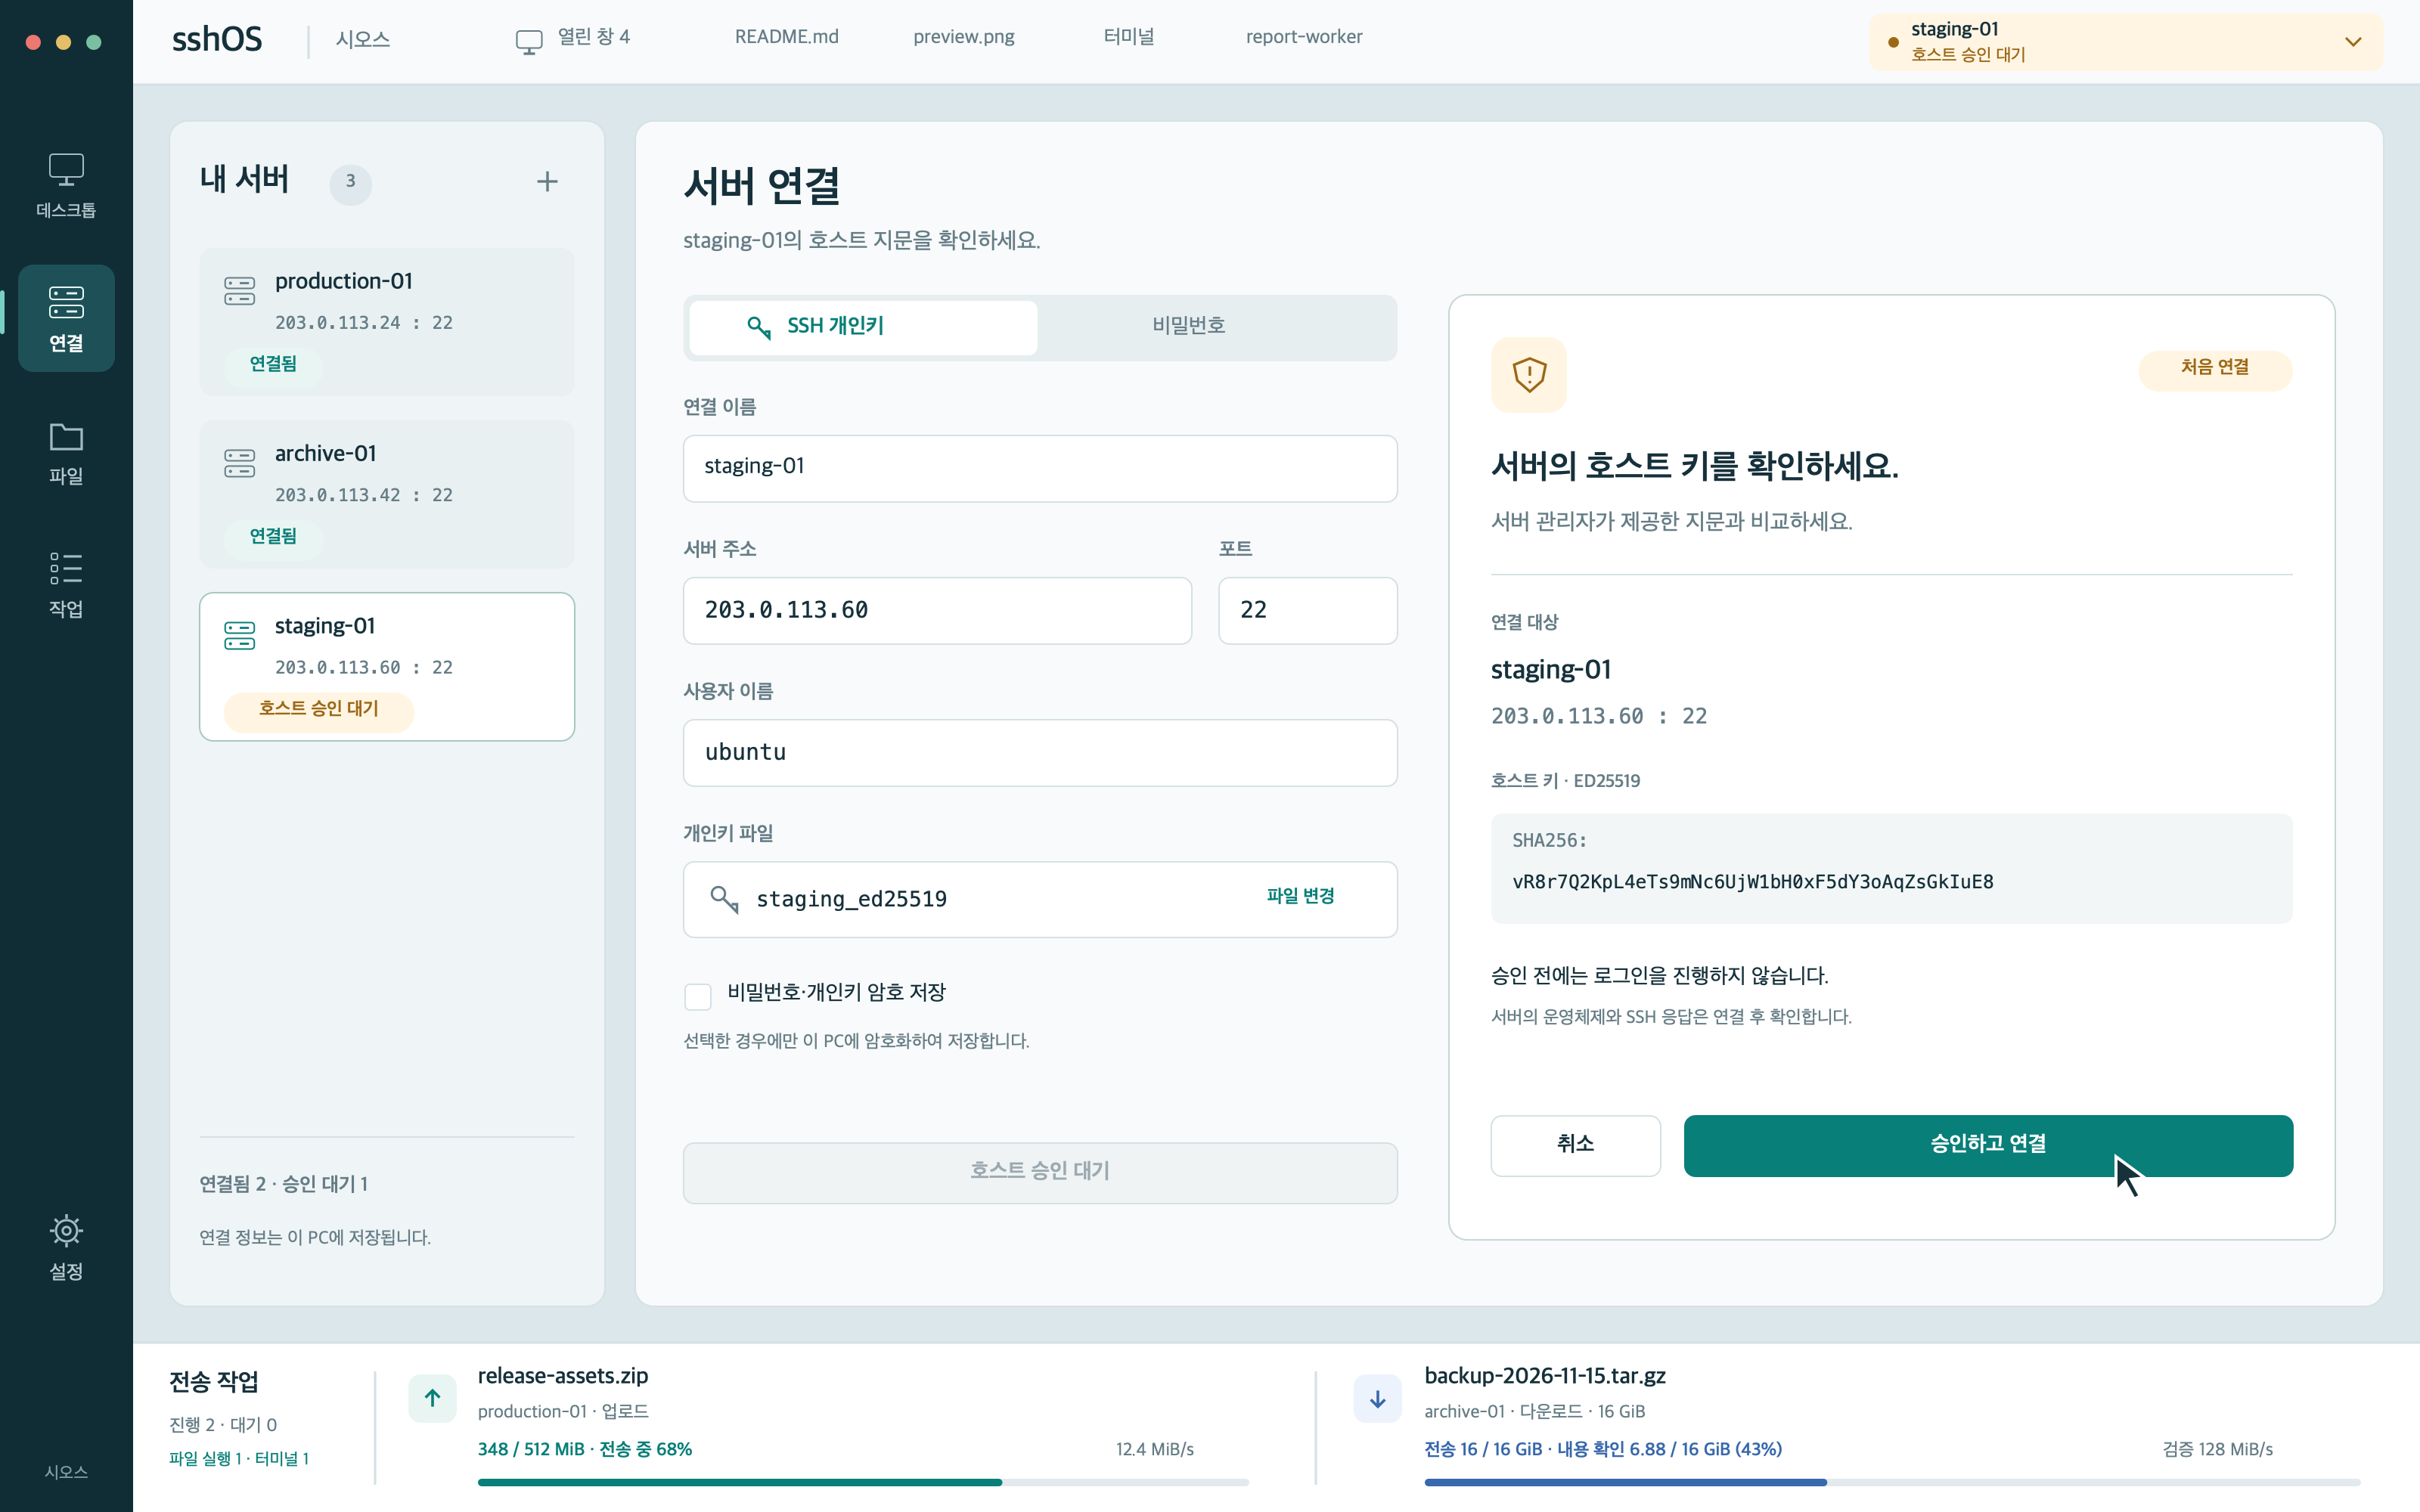 sshOS
시오스
열린 창 4
README.md
preview.png
터미널
report-worker
staging-01
호스트 승인 대기
데스크톱
연결
파일
작업
설정
시오스
내 서버
3
production-01
203.0.113.24 : 22
연결됨
archive-01
203.0.113.42 : 22
연결됨
staging-01
203.0.113.60 : 22
호스트 승인 대기
연결됨 2 · 승인 대기 1
연결 정보는 이 PC에 저장됩니다.
서버 연결
staging-01의 호스트 지문을 확인하세요.
SSH 개인키
비밀번호
연결 이름
staging-01
서버 주소
포트
203.0.113.60
22
사용자 이름
ubuntu
개인키 파일
staging_ed25519
파일 변경
비밀번호·개인키 암호 저장
선택한 경우에만 이 PC에 암호화하여 저장합니다.
호스트 승인 대기
처음 연결
서버의 호스트 키를 확인하세요.
서버 관리자가 제공한 지문과 비교하세요.
연결 대상
staging-01
203.0.113.60 : 22
호스트 키 · ED25519
SHA256:
vR8r7Q2KpL4eTs9mNc6UjW1bH0xF5dY3oAqZsGkIuE8
승인 전에는 로그인을 진행하지 않습니다.
서버의 운영체제와 SSH 응답은 연결 후 확인합니다.
취소
승인하고 연결
전송 작업
진행 2 · 대기 0
파일 실행 1 · 터미널 1
release-assets.zip
production-01 · 업로드
348 / 512 MiB · 전송 중 68%
12.4 MiB/s
backup-2026-11-15.tar.gz
archive-01 · 다운로드 · 16 GiB
전송 16 / 16 GiB · 내용 확인 6.88 / 16 GiB (43%)
검증 128 MiB/s